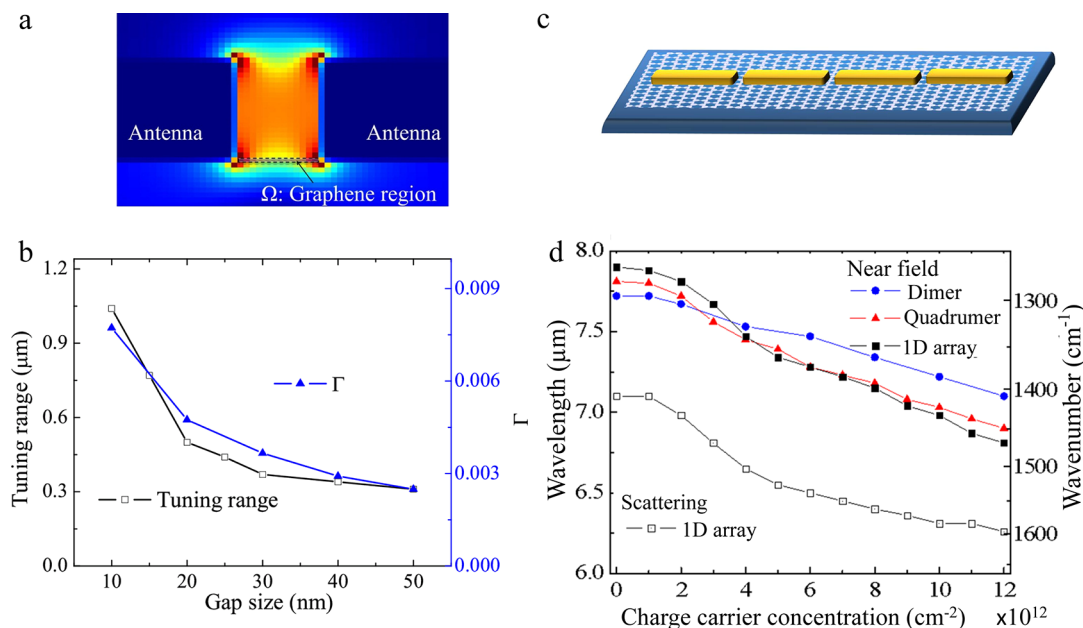 a
Antenna
Antenna
Ω: Graphene region
c
b
Tuning range (μm)
1.2
0.9
0.6
0.3
0.0
Γ
Tuning range
0.009
0.006
0.003
0.000
Γ
10
20
30
40
50
Gap size (nm)
d
Wavelength (μm)
8.0
7.5
7.0
6.5
6.0
Near field
Dimer
Quadrumer
1D array
Scattering
1D array
1300
1400
1500
1600
Wavenumber (cm⁻¹)
0
2
4
6
8
10
12
Charge carrier concentration (cm⁻²)
x10¹²